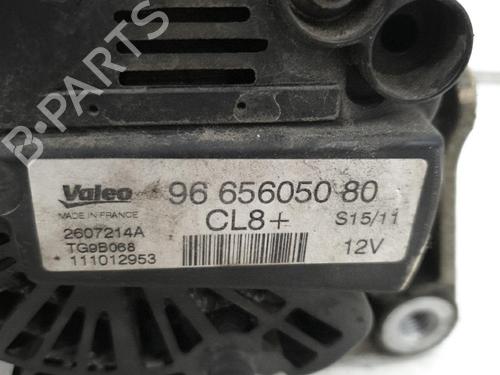 B-PARTS
Valeo
96 656050 80
MADE IN FRANCE
CL8+
S15/11
2607214A
TG9B068
12V
111012953